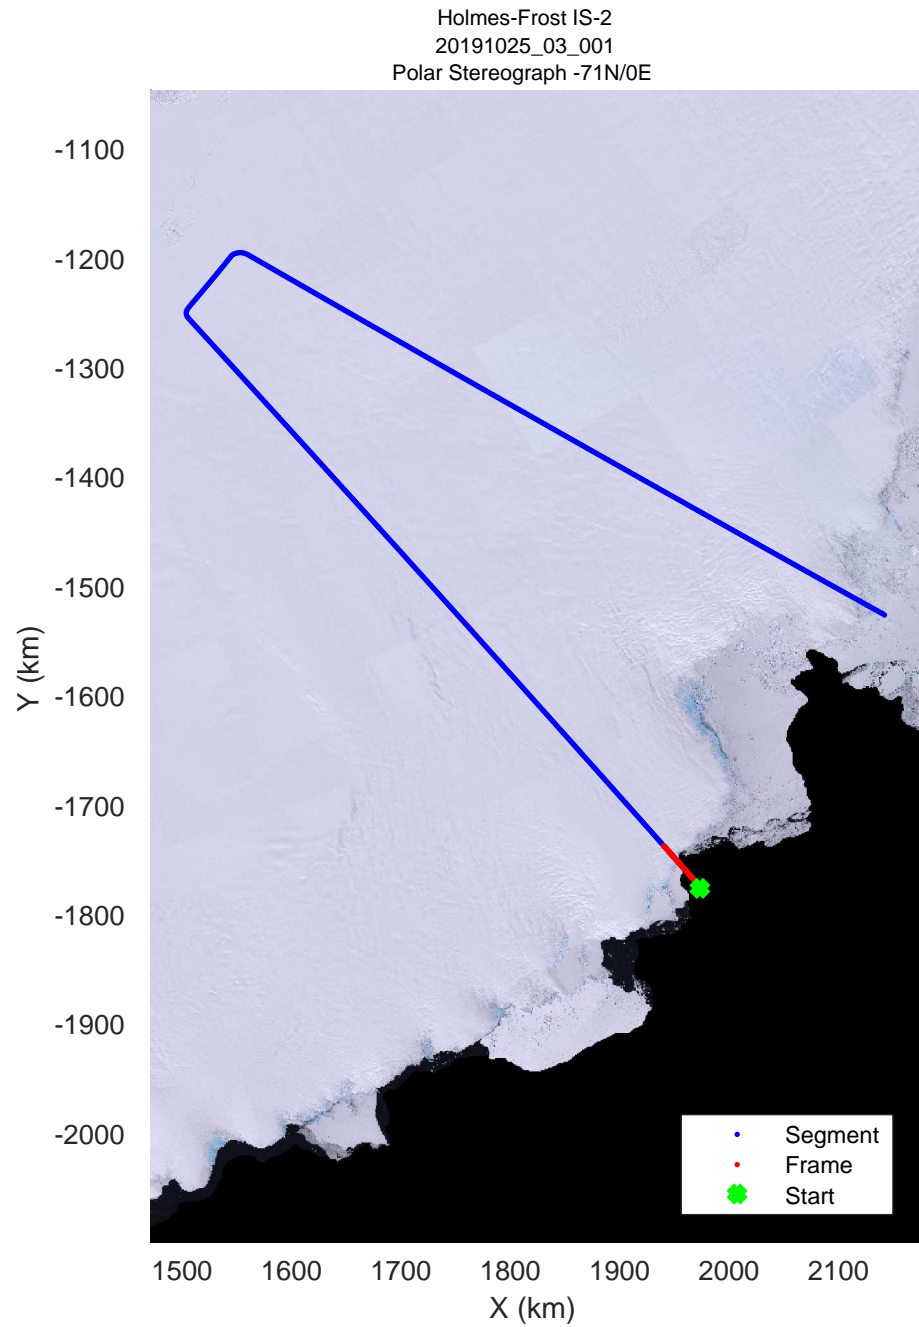 Holmes-Frost IS-2
20191025_03_001
Polar Stereograph -71N/0E
-1100
-1200
-1300
-1400
-1500
-1600
-1700
-1800
-1900
-2000
Y (km)
Segment
Frame
Start
1500 1600 1700 1800 1900 2000 2100
X (km)